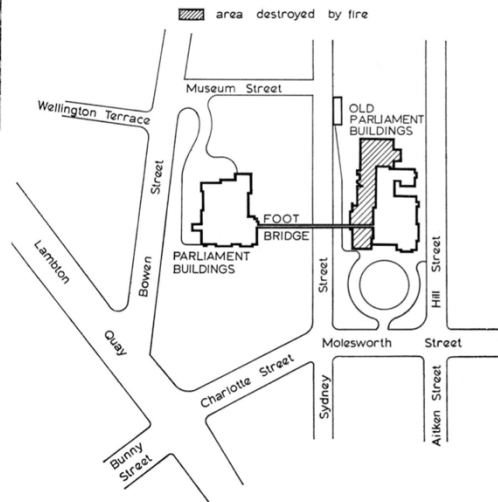 area destroyed by fire
Museum Street
Wellington Terrace
OLD
PARLIAMENT
BUILDINGS
Street
Bowen
FOOT
BRIDGE
PARLIAMENT
BUILDINGS
Lambton
Quay
Street
Sydney
Hill Street
Molesworth Street
Charlotte Street
Aitken Street
Bunny
Street